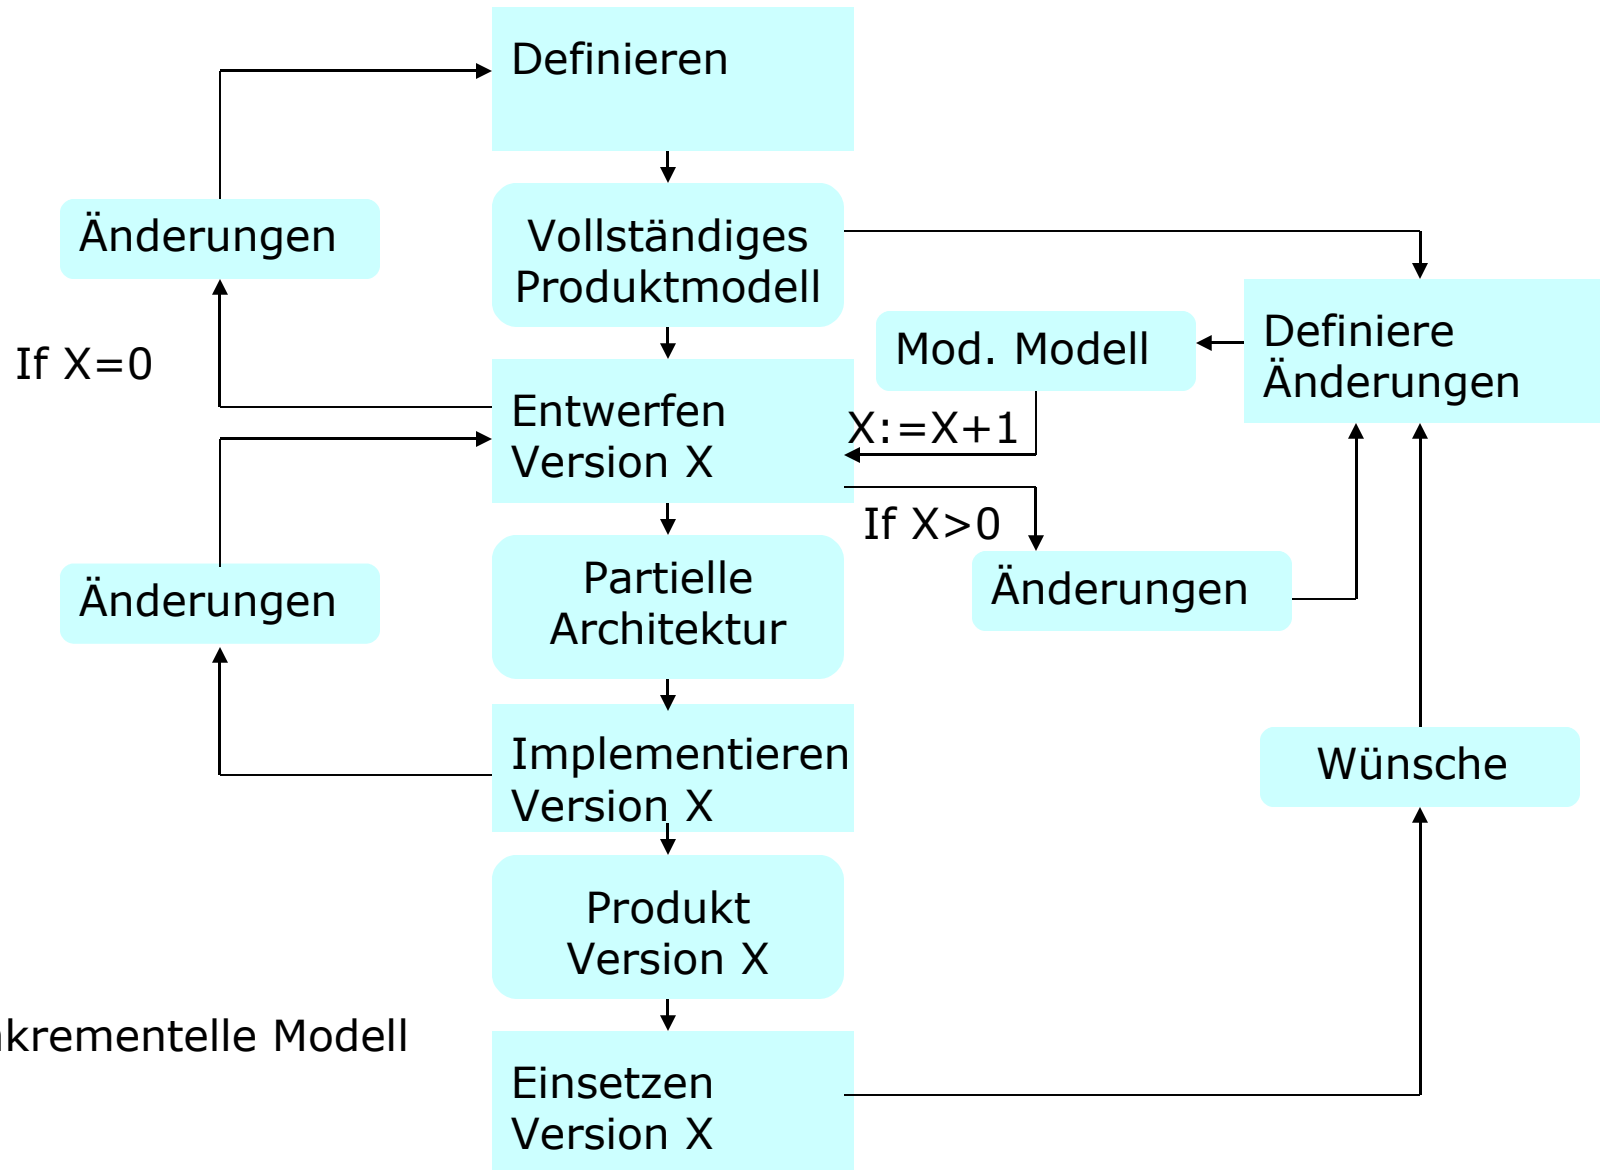 Definieren
Änderungen
Vollständiges
Produktmodell
If X=0
Mod. Modell
Definiere
Änderungen
Entwerfen
Version X
X:=X+1
If X>0
Änderungen
Partielle
Architektur
Änderungen
Implementieren
Version X
Wünsche
Produkt
Version X
krementelle Modell
Einsetzen
Version X